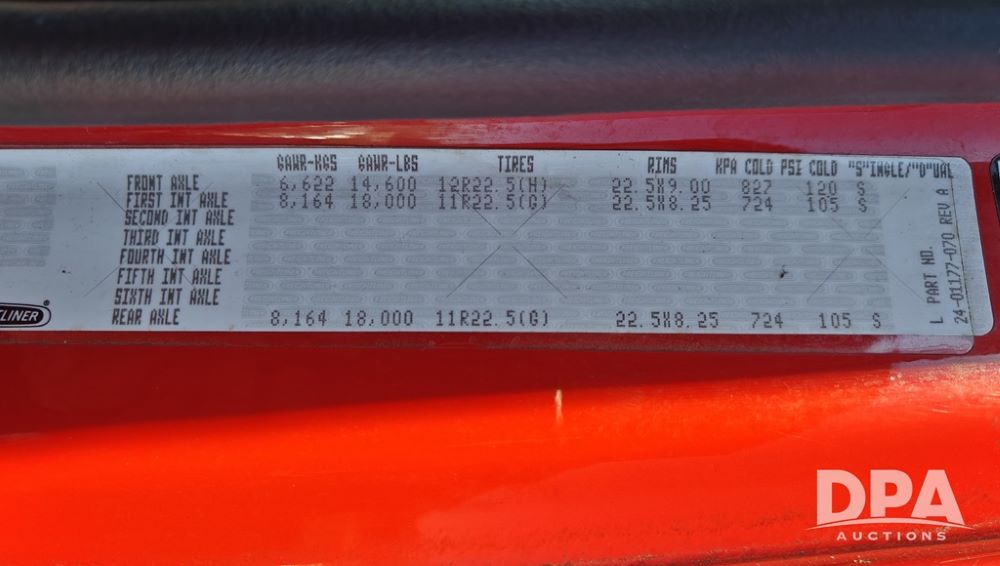 GAWR-KGS GAWR-LBS TIRES RIMS KPA COLD PSI COLD "S"INGLE/"D"UAL
FRONT AXLE 6,622 14,600 12R22.5(H) 22.5X9.00 827 120 S
FIRST INT AXLE 8,164 18,000 11R22.5(G) 22.5X8.25 724 105 S
SECOND INT AXLE
THIRD INT AXLE
FOURTH INT AXLE
FIFTH INT AXLE
SIXTH INT AXLE
REAR AXLE 8,164 18,000 11R22.5(G) 22.5X8.25 724 105 S
LINER®
L PART NO.
24-01177-070 REV A
DPA
AUCTIONS